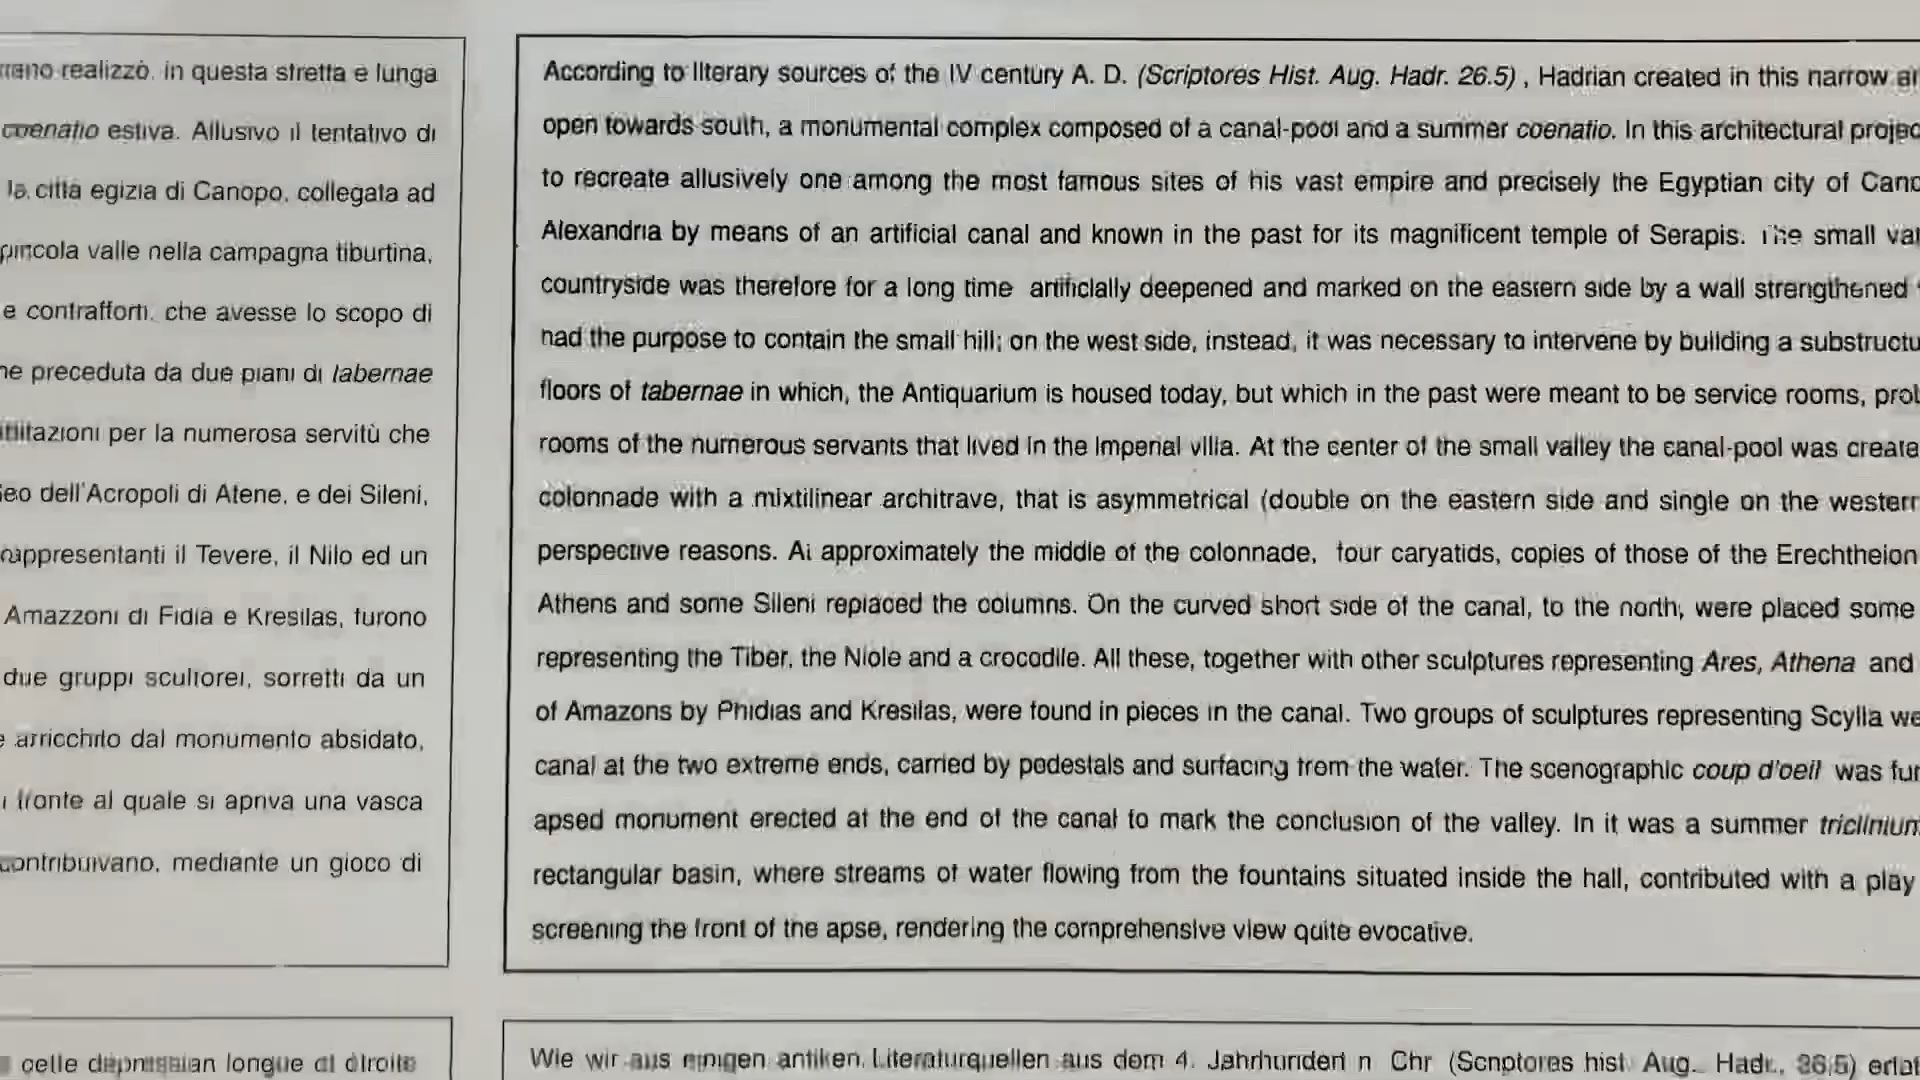 realizzò, in questa stretta e lunga
coenatio estiva. Allusivo il tentativo di
la città egizia di Canopo, collegata ad
piccola valle nella campagna tiburtina,
e contrafforti, che avesse lo scopo di
preceduta da due piani di tabernae
per la numerosa servitù che
dell'Acropoli di Atene, e dei Sileni,
rappresentanti il Tevere, il Nilo ed un
Amazzoni di Fidia e Kresilas, furono
due gruppi scultorei, sorretti da un
arricchito dal monumento absidato,
fronte al quale si apriva una vasca
contribuivano, mediante un gioco di
According to literary sources of the IV century A. D. (Scriptores Hist. Aug. Hadr. 26.5) , Hadrian created in this narrow
open towards south, a monumental complex composed of a canal-pool and a summer coenatio. In this architectural
to recreate allusively one among the most famous sites of his vast empire and precisely the Egyptian city of
Alexandria by means of an artificial canal and known in the past for its magnificent temple of Serapis. The small
countryside was therefore for a long time artificially deepened and marked on the eastern side by a wall strengthened
had the purpose to contain the small hill; on the west side, instead, it was necessary to intervene by building a
floors of tabernae in which, the Antiquarium is housed today, but which in the past were meant to be service rooms,
rooms of the numerous servants that lived in the Imperial villa. At the center of the small valley the canal-pool was
colonnade with a mixtilinear architrave, that is asymmetrical (double on the eastern side and single on the western
perspective reasons. At approximately the middle of the colonnade, four caryatids, copies of those of the Erechtheion
Athens and some Sileni replaced the columns. On the curved short side of the canal, to the north, were placed some
representing the Tiber, the Niole and a crocodile. All these, together with other sculptures representing Ares, Athena and
of Amazons by Phidias and Kresilas, were found in pieces in the canal. Two groups of sculptures representing Scylla
canal at the two extreme ends, carried by pedestals and surfacing from the water. The scenographic coup d'oeil was
apsed monument erected at the end of the canal to mark the conclusion of the valley. In it was a summer triclinium
rectangular basin, where streams of water flowing from the fountains situated inside the hall, contributed with a play
screening the front of the apse, rendering the comprehensive view quite evocative.
celle longue et
Wie wir aus einigen antiken Literaturquellen aus dem 4. Jahrhundert n Chr (Scriptores hist. Aug. Hadr.